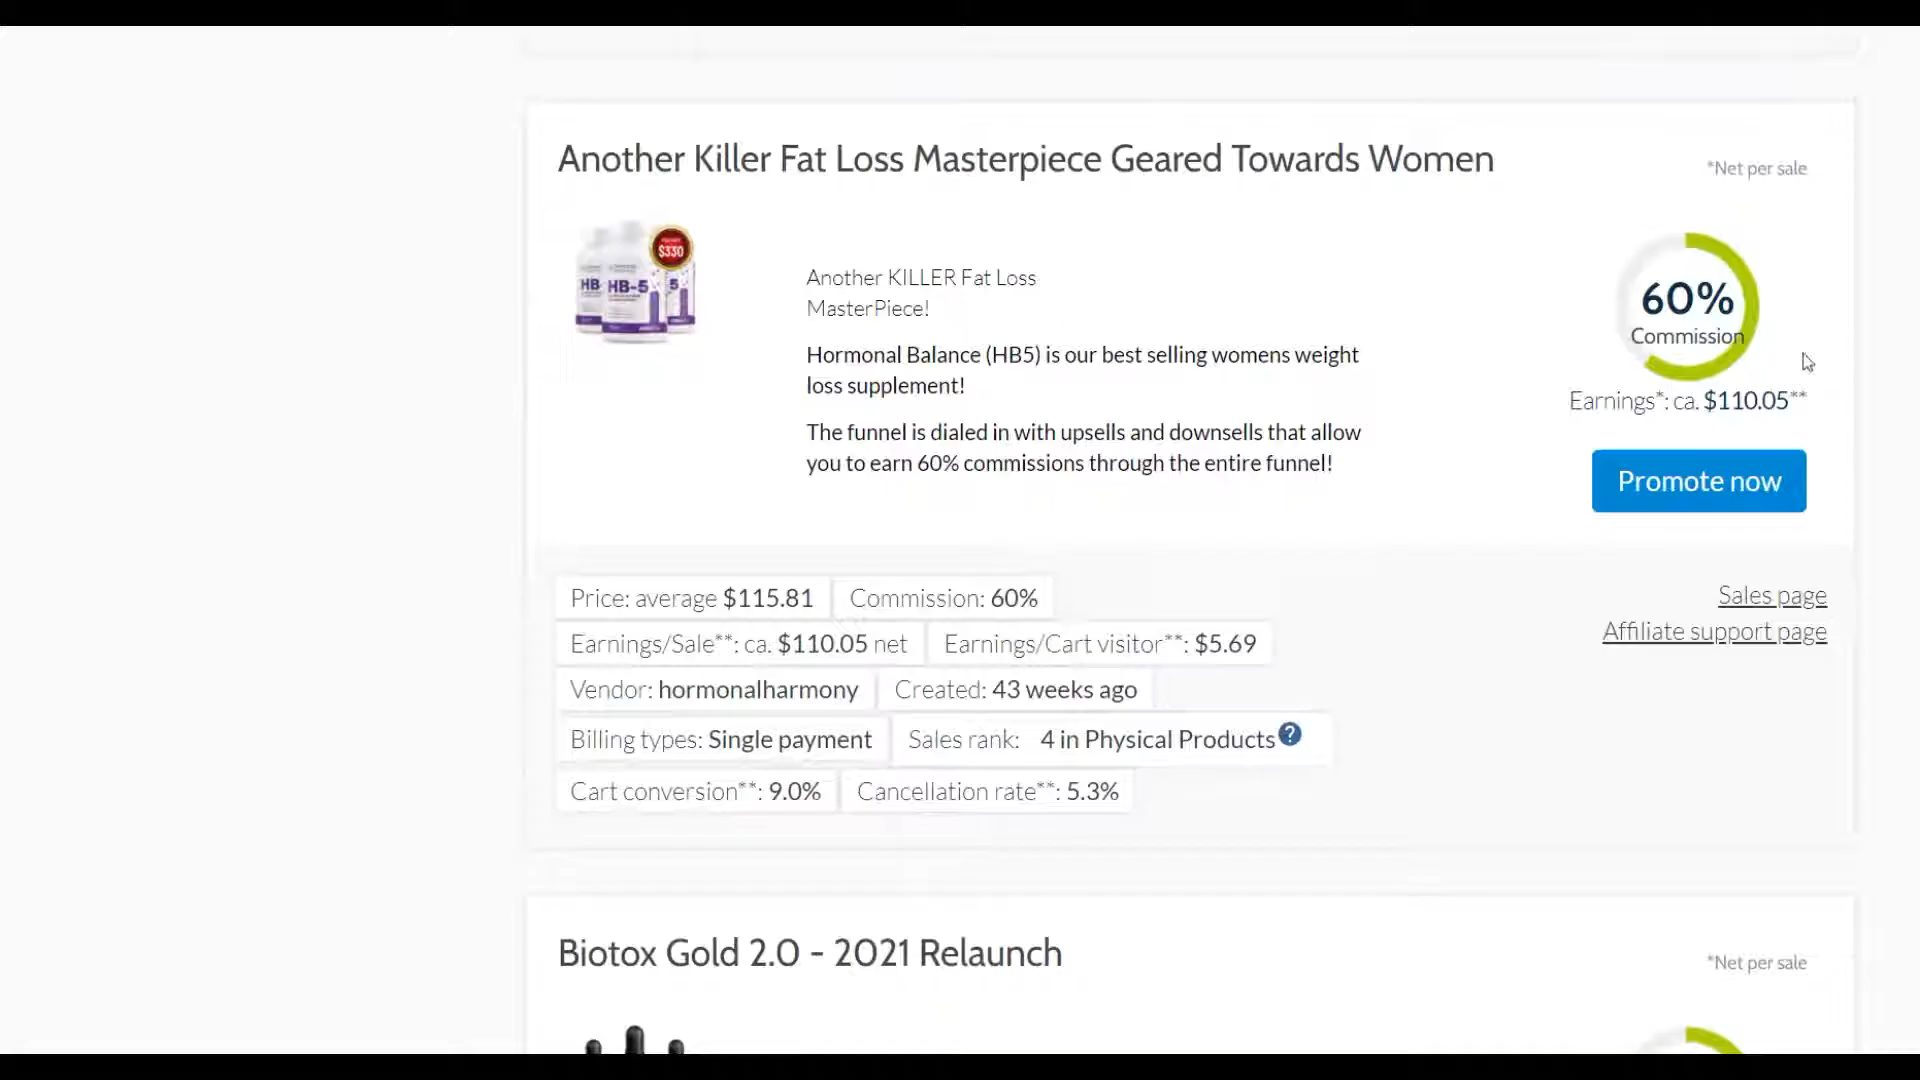 Another Killer Fat Loss Masterpiece Geared Towards Women
*Net per sale
$330
HB
HB-5
5
Another KILLER Fat Loss
MasterPiece!
Hormonal Balance (HB5) is our best selling womens weight
loss supplement!
The funnel is dialed in with upsells and downsells that allow
you to earn 60% commissions through the entire funnel!
60%
Commission
Earnings*: ca. $110.05**
Promote now
Price: average $115.81 Commission: 60%
Earnings/Sale**: ca. $110.05 net Earnings/Cart visitor**: $5.69
Vendor: hormonalharmony Created: 43 weeks ago
Billing types: Single payment Sales rank: 4 in Physical Products ?
Cart conversion**: 9.0% Cancellation rate**: 5.3%
Sales page
Affiliate support page
Biotox Gold 2.0 - 2021 Relaunch
*Net per sale